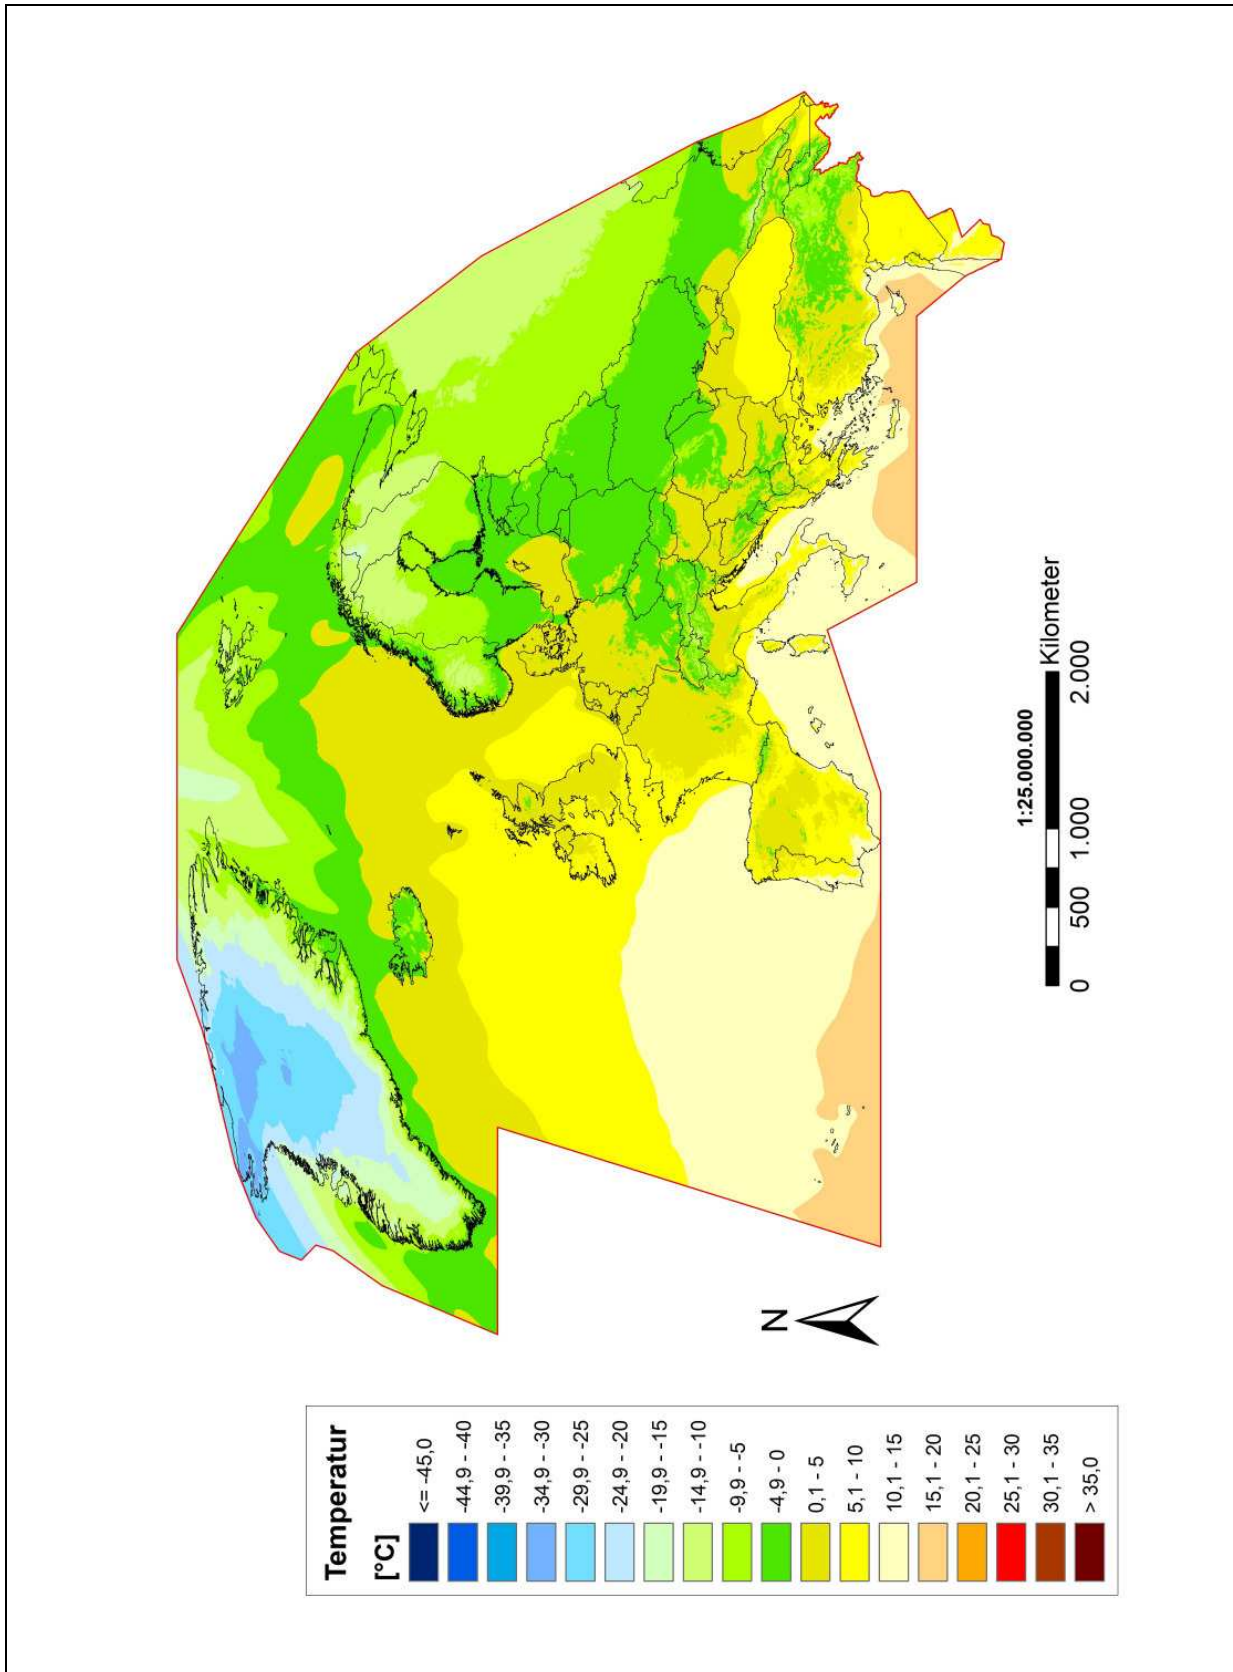 Temperatur
[°C]
<= -45,0
-44,9 - -40
-39,9 - -35
-34,9 - -30
-29,9 - -25
-24,9 - -20
-19,9 - -15
-14,9 - -10
-9,9 - -5
-4,9 - 0
0,1 - 5
5,1 - 10
10,1 - 15
15,1 - 20
20,1 - 25
25,1 - 30
30,1 - 35
> 35,0
N
1:25.000.000
Kilometer
0 500 1.000 2.000